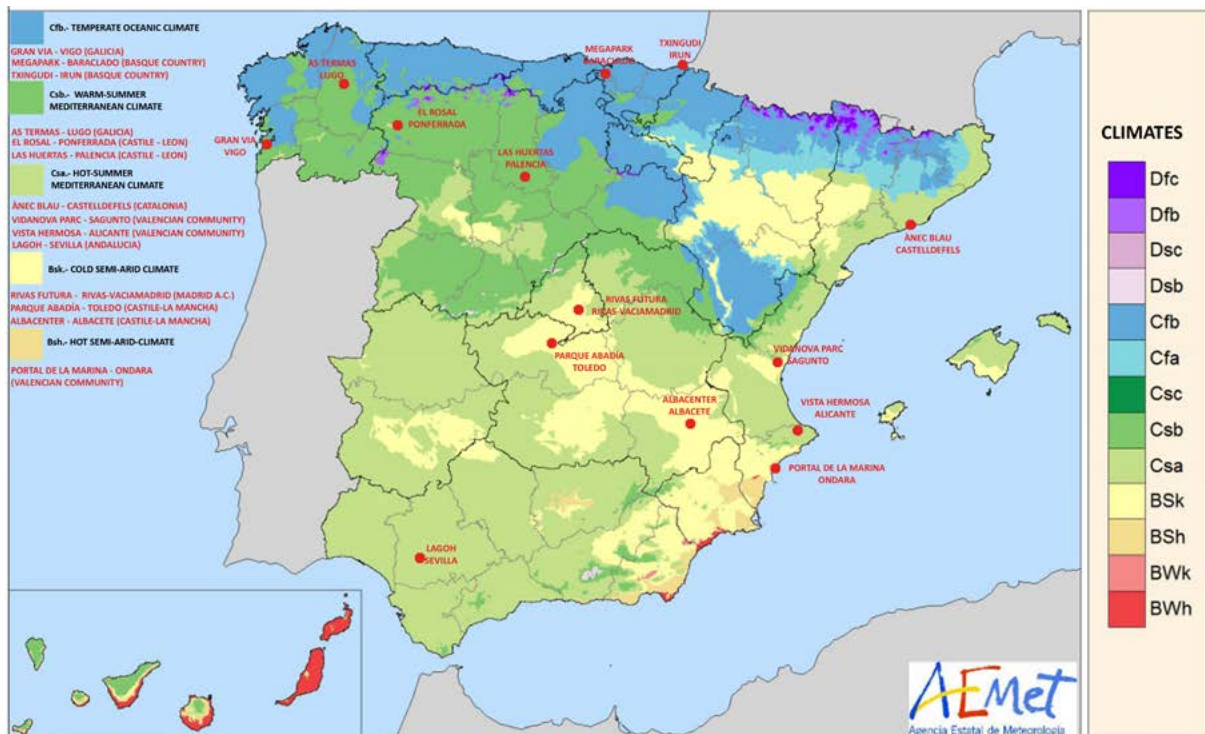 Cfb.- TEMPERATE OCEANIC CLIMATE
GRAN VIA - VIGO (GALICIA)
MEGAPARK - BARACLADO (BASQUE COUNTRY)
TXINGUDI - IRUN (BASQUE COUNTRY)
Csb.- WARM-SUMMER
MEDITERRANEAN CLIMATE
AS TERMAS - LUGO (GALICIA)
EL ROSAL - PONFERRADA (CASTILE - LEON)
LAS HUERTAS - PALENCIA (CASTILE - LEON)
Csa.- HOT-SUMMER
MEDITERRANEAN CLIMATE
ÀNEC BLAU - CASTELLDEFELS (CATALONIA)
VIDANOVA PARC - SAGUNTO (VALENCIAN COMMUNITY)
VISTA HERMOSA - ALICANTE (VALENCIAN COMMUNITY)
LAGOH - SEVILLA (ANDALUCIA)
Bsk.- COLD SEMI-ARID CLIMATE
RIVAS FUTURA - RIVAS-VACIAMADRID (MADRID A.C.)
PARQUE ABADÍA - TOLEDO (CASTILE-LA MANCHA)
ALBACENTER - ALBACETE (CASTILE-LA MANCHA)
Bsh.- HOT SEMI-ARID-CLIMATE
PORTAL DE LA MARINA - ONDARA
(VALENCIAN COMMUNITY)
AS TERMAS
LUGO
MEGAPARK
BARACLADO
TXINGUDI
IRUN
EL ROSAL
PONFERRADA
GRAN VIA
VIGO
LAS HUERTAS
PALENCIA
ÀNEC BLAU
CASTELLDEFELS
RIVAS FUTURA
RICAS-VACIAMADRID
PARQUE ABADÍA
TOLEDO
VIDANOVA PARC
SAGUNTO
ALBACENTER
ALBACETE
VISTA HERMOSA
ALICANTE
PORTAL DE LA MARINA
ONDARA
LAGOH
SEVILLA
CLIMATES
Dfc
Dfb
Dsc
Dsb
Cfb
Cfa
Csc
Csb
Csa
BSk
BSh
BWk
BWh
AEMet
Agencia Estatal de Meteorología